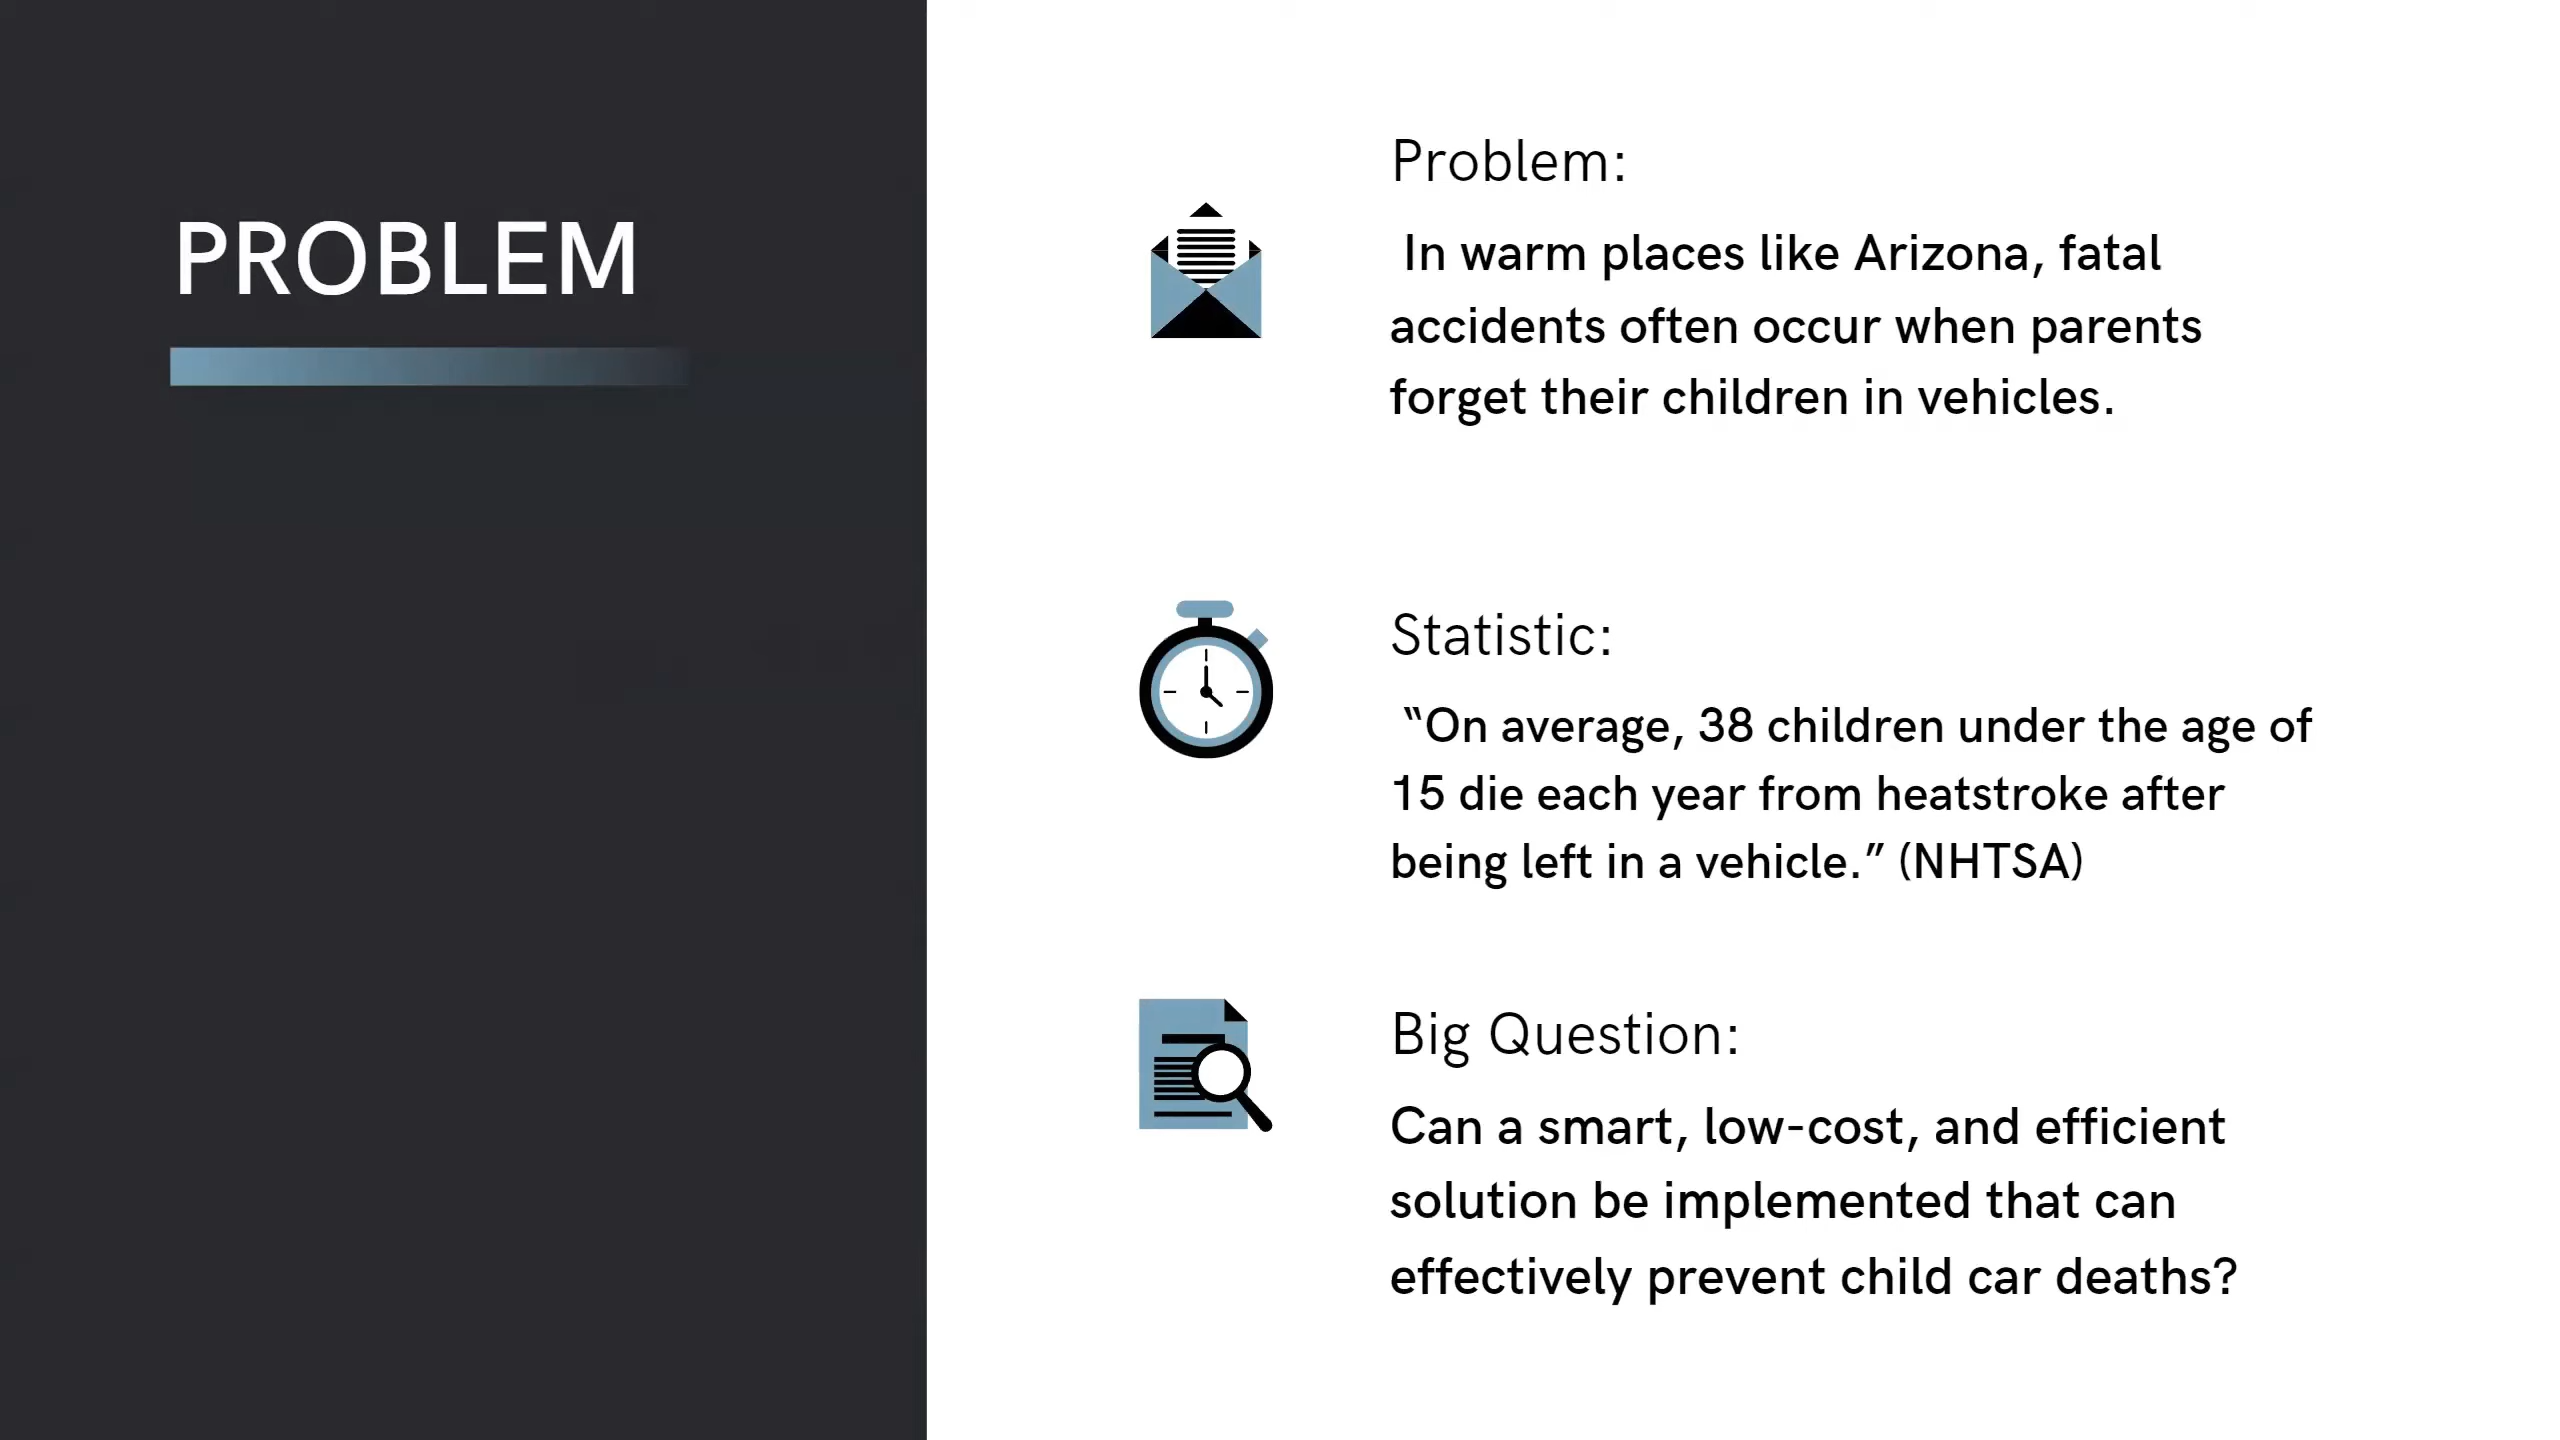 PROBLEM
Problem:
In warm places like Arizona, fatal
accidents often occur when parents
forget their children in vehicles.
Statistic:
“On average, 38 children under the age of
15 die each year from heatstroke after
being left in a vehicle.” (NHTSA)
Big Question:
Can a smart, low-cost, and efficient
solution be implemented that can
effectively prevent child car deaths?